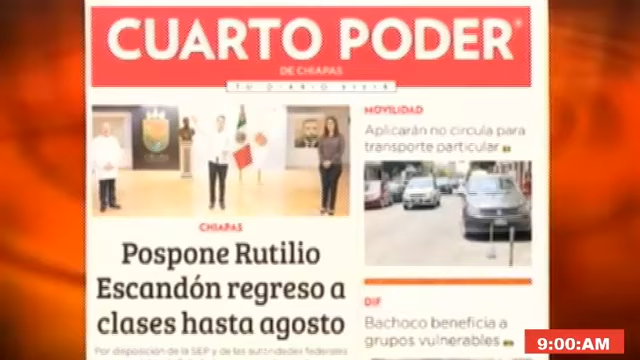 CUARTO PODER
DE CHIAPAS
TU DIARIO VIVIR
MOVILIDAD
Aplicarán no circula para
transporte particular
CHIAPAS
Pospone Rutilio
Escandón regreso a
clases hasta agosto
Por disposición de la SEP y de las autoridades federales
DIF
Bachoco beneficia a
grupos vulnerables
9:00:AM